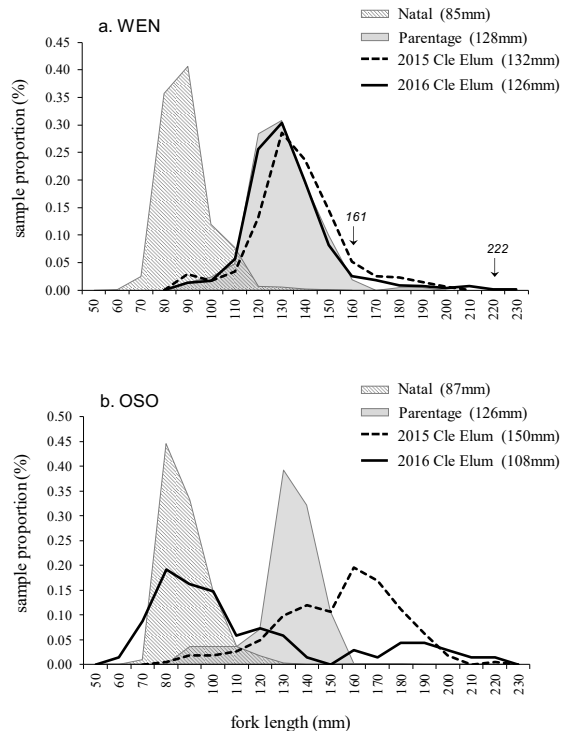 a. WEN
Natal (85mm)
Parentage (128mm)
2015 Cle Elum (132mm)
2016 Cle Elum (126mm)
sample proportion (%)
0.45
0.40
0.35
0.30
0.25
0.20
0.15
0.10
0.05
0.00
161
222
50 60 70 80 90 100 110 120 130 140 150 160 170 180 190 200 210 220 230
b. OSO
Natal (87mm)
Parentage (126mm)
2015 Cle Elum (150mm)
2016 Cle Elum (108mm)
sample proportion (%)
0.50
0.45
0.40
0.35
0.30
0.25
0.20
0.15
0.10
0.05
0.00
50 60 70 80 90 100 110 120 130 140 150 160 170 180 190 200 210 220 230
fork length (mm)